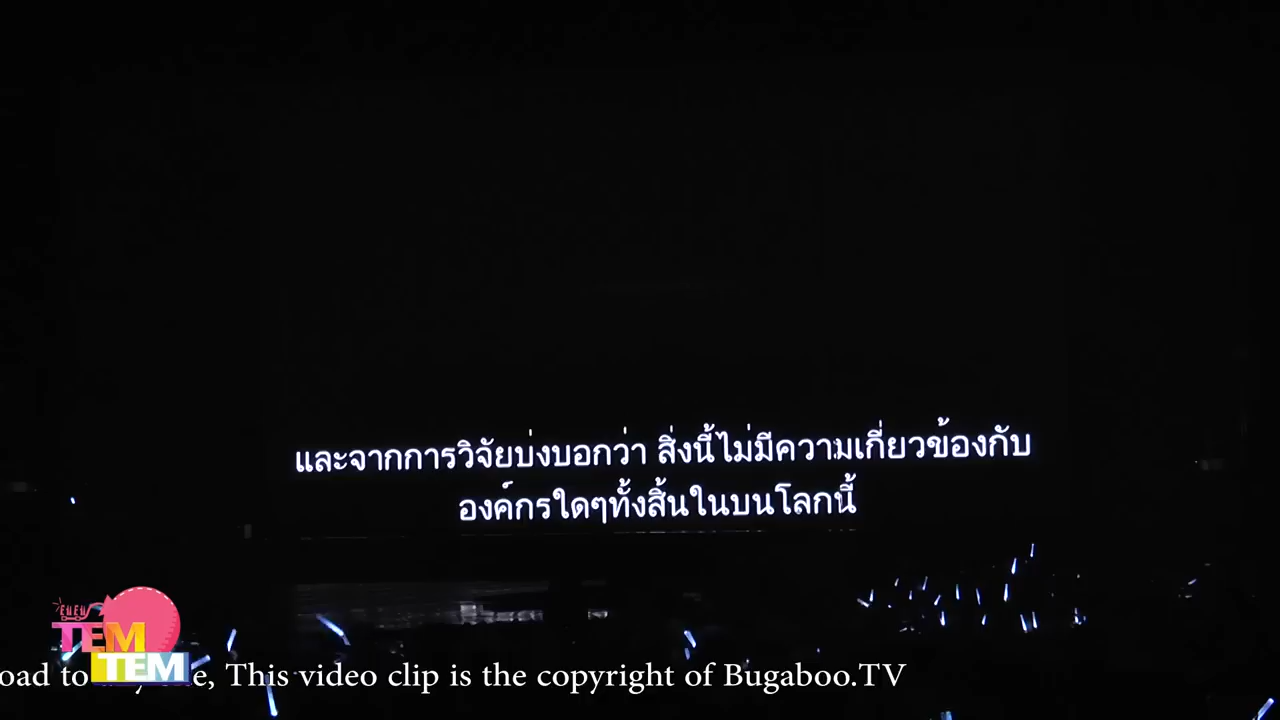 และจากการวิจัยบ่งบอกว่า สิ่งนี้ไม่มีความเกี่ยวข้องกับ
องค์กรใดๆทั้งสิ้นในบนโลกนี้
TEM
TEM
oad to, This video clip is the copyright of Bugaboo.TV